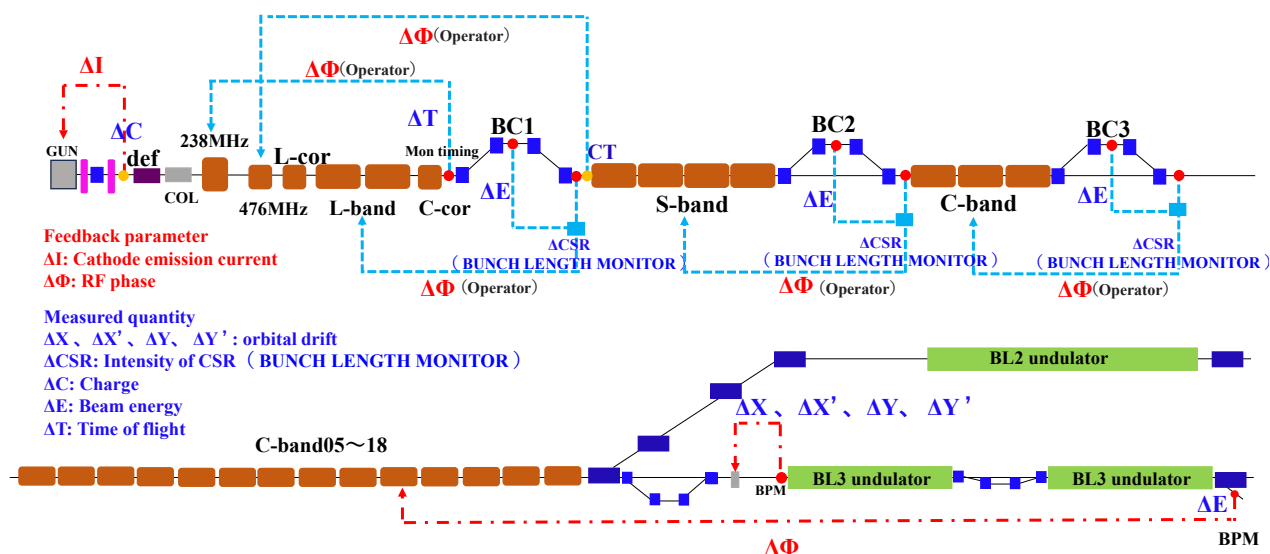 ΔΦ(Operator)
ΔΦ(Operator)
ΔI
ΔC
ΔT
BC1
BC2
BC3
GUN
def
238MHz
L-cor
Mon timing
CT
COL
476MHz
L-band
C-cor
ΔE
S-band
ΔE
C-band
ΔE
Feedback parameter
ΔI: Cathode emission current
ΔΦ: RF phase
ΔCSR
( BUNCH LENGTH MONITOR )
ΔCSR
( BUNCH LENGTH MONITOR )
ΔCSR
( BUNCH LENGTH MONITOR )
ΔΦ (Operator)
ΔΦ (Operator)
ΔΦ(Operator)
Measured quantity
ΔX 、ΔX’、ΔY、ΔY’: orbital drift
ΔCSR: Intensity of CSR ( BUNCH LENGTH MONITOR )
ΔC: Charge
ΔE: Beam energy
ΔT: Time of flight
BL2 undulator
ΔX 、ΔX’、ΔY、ΔY’
C-band05～18
BPM
BL3 undulator
BL3 undulator
ΔE
BPM
ΔΦ